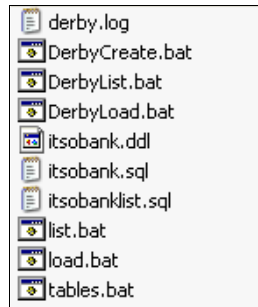 derby.log
DerbyCreate.bat
DerbyList.bat
DerbyLoad.bat
itsobank.ddl
itsobank.sql
itsobanklist.sql
list.bat
load.bat
tables.bat